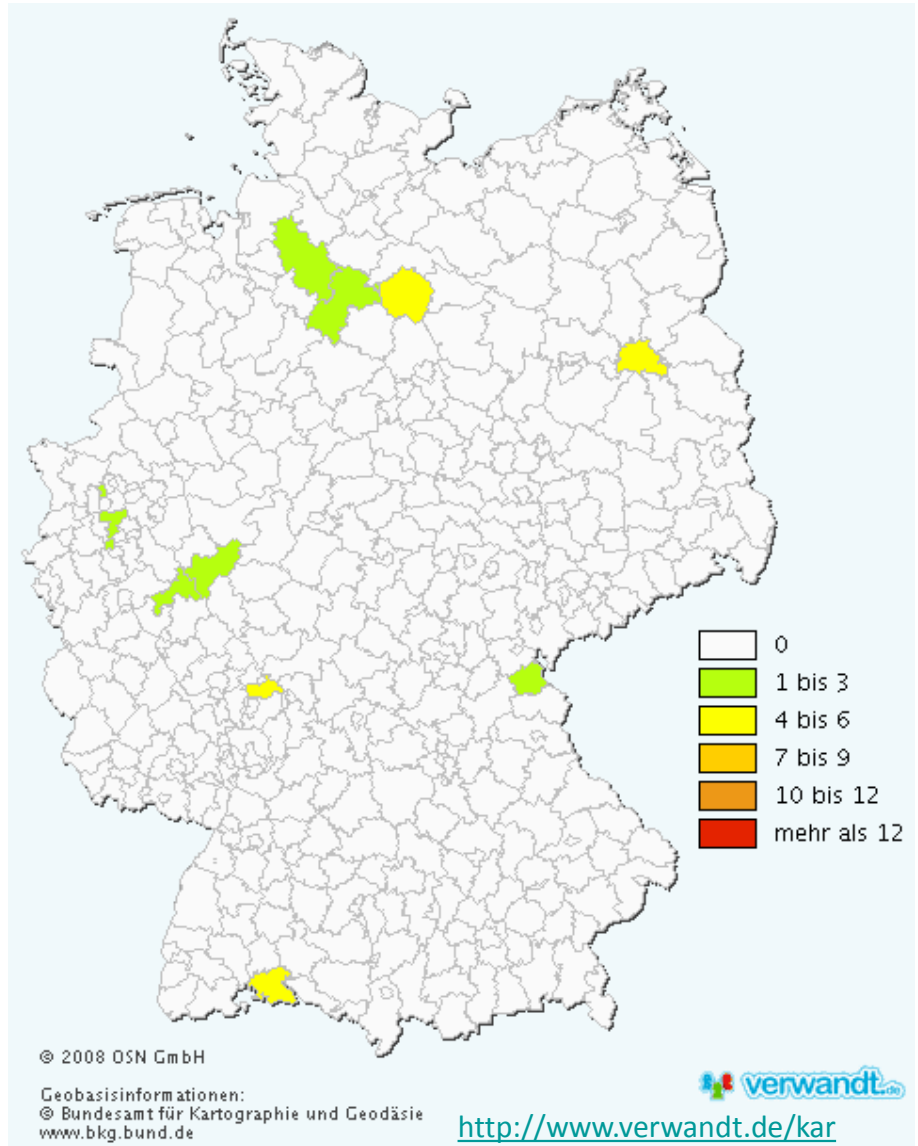 0
1 bis 3
4 bis 6
7 bis 9
10 bis 12
mehr als 12
© 2008 OSN GmbH
Geobasisinformationen:
© Bundesamt für Kartographie und Geodäsie
www.bkg.bund.de
verwandt.de
http://www.verwandt.de/kar